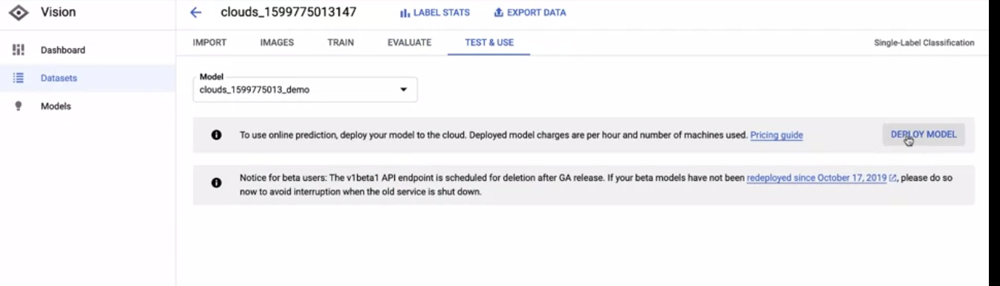 Vision
clouds_1599775013147
LABEL STATS
EXPORT DATA
Dashboard
Datasets
Models
IMPORT
IMAGES
TRAIN
EVALUATE
TEST & USE
Single-Label Classification
Model
clouds_1599775013_demo
To use online prediction, deploy your model to the cloud. Deployed model charges are per hour and number of machines used. Pricing guide
DEPLOY MODEL
Notice for beta users: The v1beta1 API endpoint is scheduled for deletion after GA release. If your beta models have not been redeployed since October 17, 2019, please do so
now to avoid interruption when the old service is shut down.